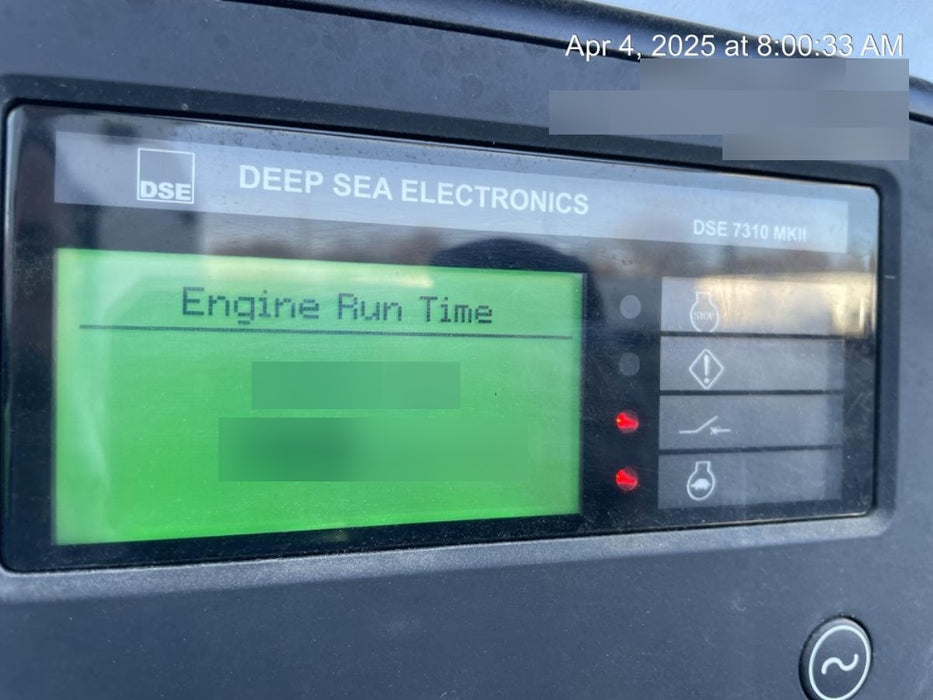 Apr 4, 2025 at 8:00:33 AM
DSE
DEEP SEA ELECTRONICS
DSE 7310 MKII
Engine Run Time
STOP